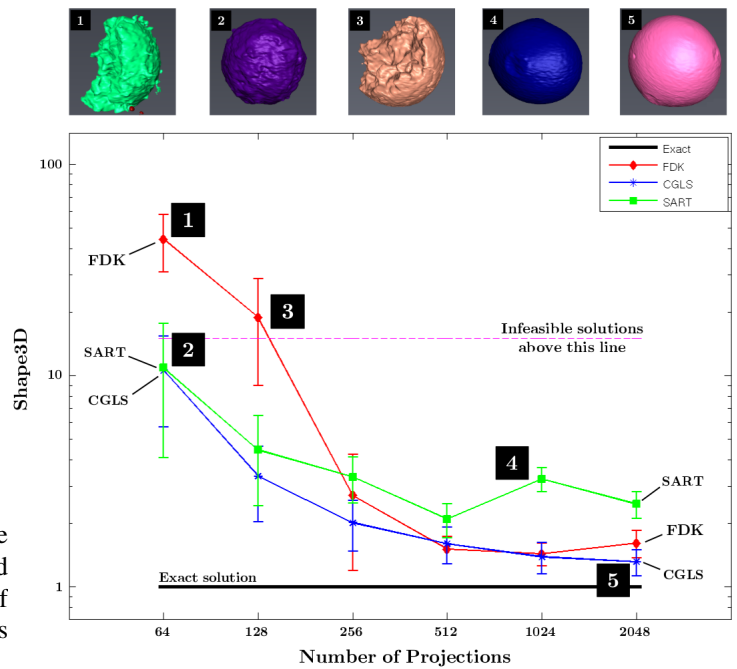 1
2
3
4
5
Exact
FDK
CGLS
SART
100
10
1
Shape3D
1
FDK
3
2
SART
CGLS
Infeasible solutions
above this line
4
SART
FDK
CGLS
5
Exact solution
64 128 256 512 1024 2048
Number of Projections
e
d
f
s